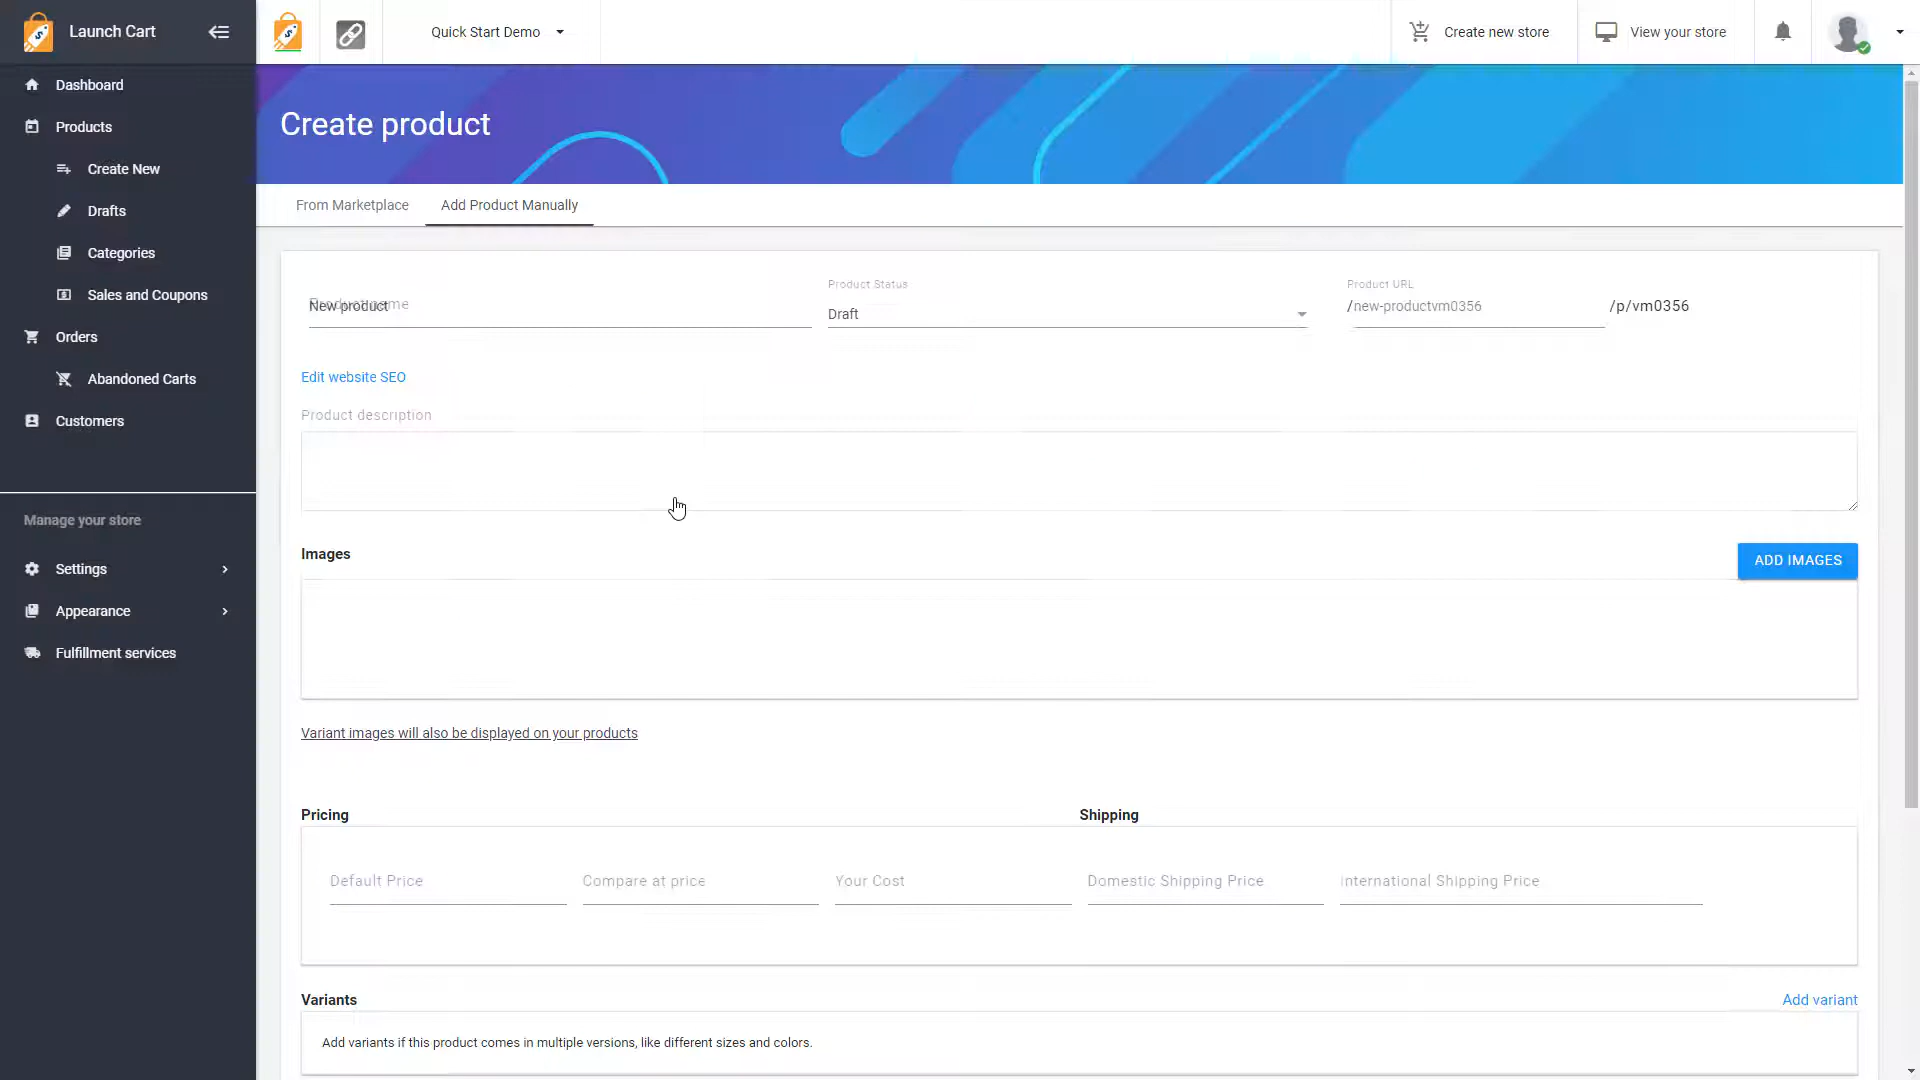 Launch Cart
Quick Start Demo
Create new store
View your store
Dashboard
Products
Create New
Drafts
Categories
Sales and Coupons
Orders
Abandoned Carts
Customers
Manage your store
Settings
Appearance
Fulfillment services
Create product
From Marketplace
Add Product Manually
Product name
New product
Product Status
Draft
Product URL
/new-productvm0356
/p/vm0356
Edit website SEO
Product description
Images
ADD IMAGES
Variant images will also be displayed on your products
Pricing
Shipping
Default Price
Compare at price
Your Cost
Domestic Shipping Price
International Shipping Price
Variants
Add variant
Add variants if this product comes in multiple versions, like different sizes and colors.